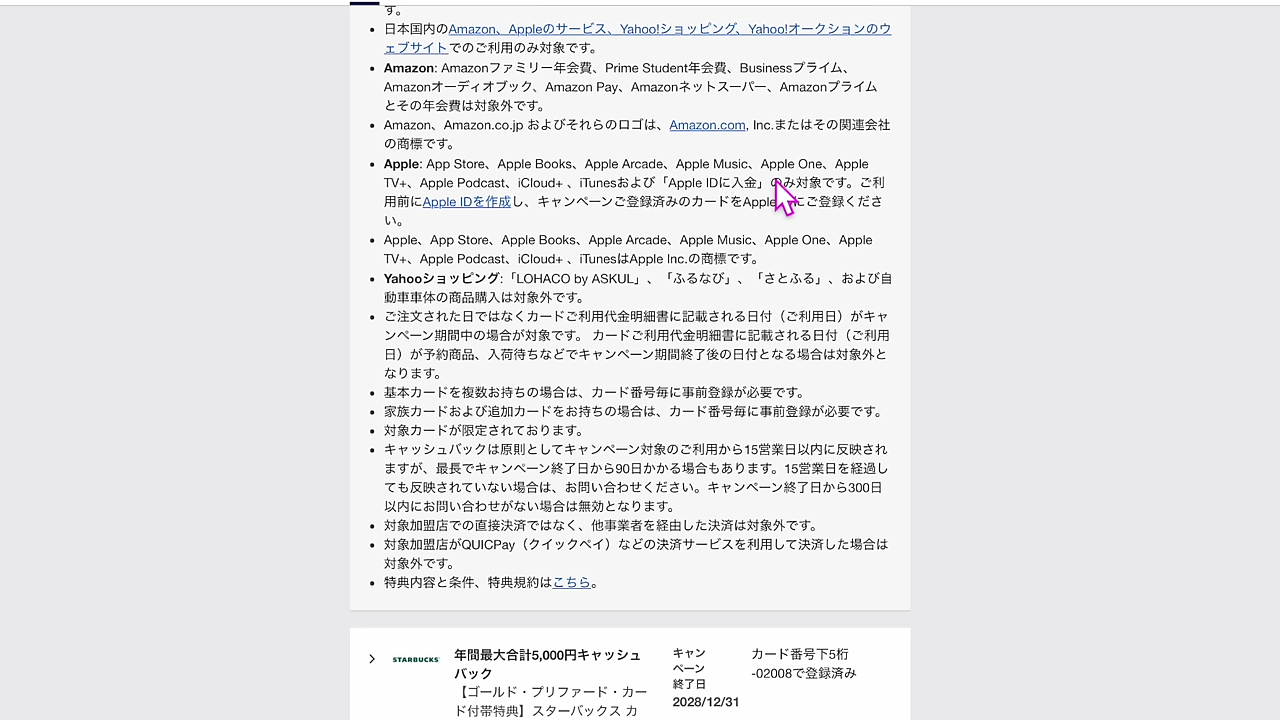 す。
日本国内のAmazon、Appleのサービス、Yahoo!ショッピング、Yahoo!オークションのウ
ェブサイトでのご利用のみ対象です。
Amazon: Amazonファミリー年会費、Prime Student年会費、Businessプライム、
Amazonオーディオブック、Amazon Pay、Amazonネットスーパー、Amazonプライム
とその年会費は対象外です。
Amazon、Amazon.co.jp およびそれらのロゴは、Amazon.com, Inc.またはその関連会社
の商標です。
Apple: App Store、Apple Books、Apple Arcade、Apple Music、Apple One、Apple
TV+、Apple Podcast、iCloud+ 、iTunesおよび「Apple IDに入金」のみ対象です。ご利
用前にApple IDを作成し、キャンペーンご登録済みのカードをApple にご登録くださ
い。
Apple、App Store、Apple Books、Apple Arcade、Apple Music、Apple One、Apple
TV+、Apple Podcast、iCloud+ 、iTunesはApple Inc.の商標です。
Yahooショッピング:「LOHACO by ASKUL」、「ふるなび」、「さとふる」、および自
動車車体の商品購入は対象外です。
ご注文された日ではなくカードご利用代金明細書に記載される日付（ご利用日）がキャ
ンペーン期間中の場合が対象です。 カードご利用代金明細書に記載される日付（ご利用
日）が予約商品、入荷待ちなどでキャンペーン期間終了後の日付となる場合は対象外と
なります。
基本カードを複数お持ちの場合は、カード番号毎に事前登録が必要です。
家族カードおよび追加カードをお持ちの場合は、カード番号毎に事前登録が必要です。
対象カードが限定されております。
キャッシュバックは原則としてキャンペーン対象のご利用から15営業日以内に反映され
ますが、最長でキャンペーン終了日から90日かかる場合もあります。15営業日を経過し
ても反映されていない場合は、お問い合わせください。キャンペーン終了日から300日
以内にお問い合わせがない場合は無効となります。
対象加盟店での直接決済ではなく、他事業者を経由した決済は対象外です。
対象加盟店がQUICPay（クイックペイ）などの決済サービスを利用して決済した場合は
対象外です。
特典内容と条件、特典規約はこちら。
STARBUCKS
年間最大合計5,000円キャッシュ
バック
【ゴールド・プリファード・カー
ド付帯特典】スターバックス カ
キャン
ペーン
終了日
2028/12/31
カード番号下5桁
-02008で登録済み